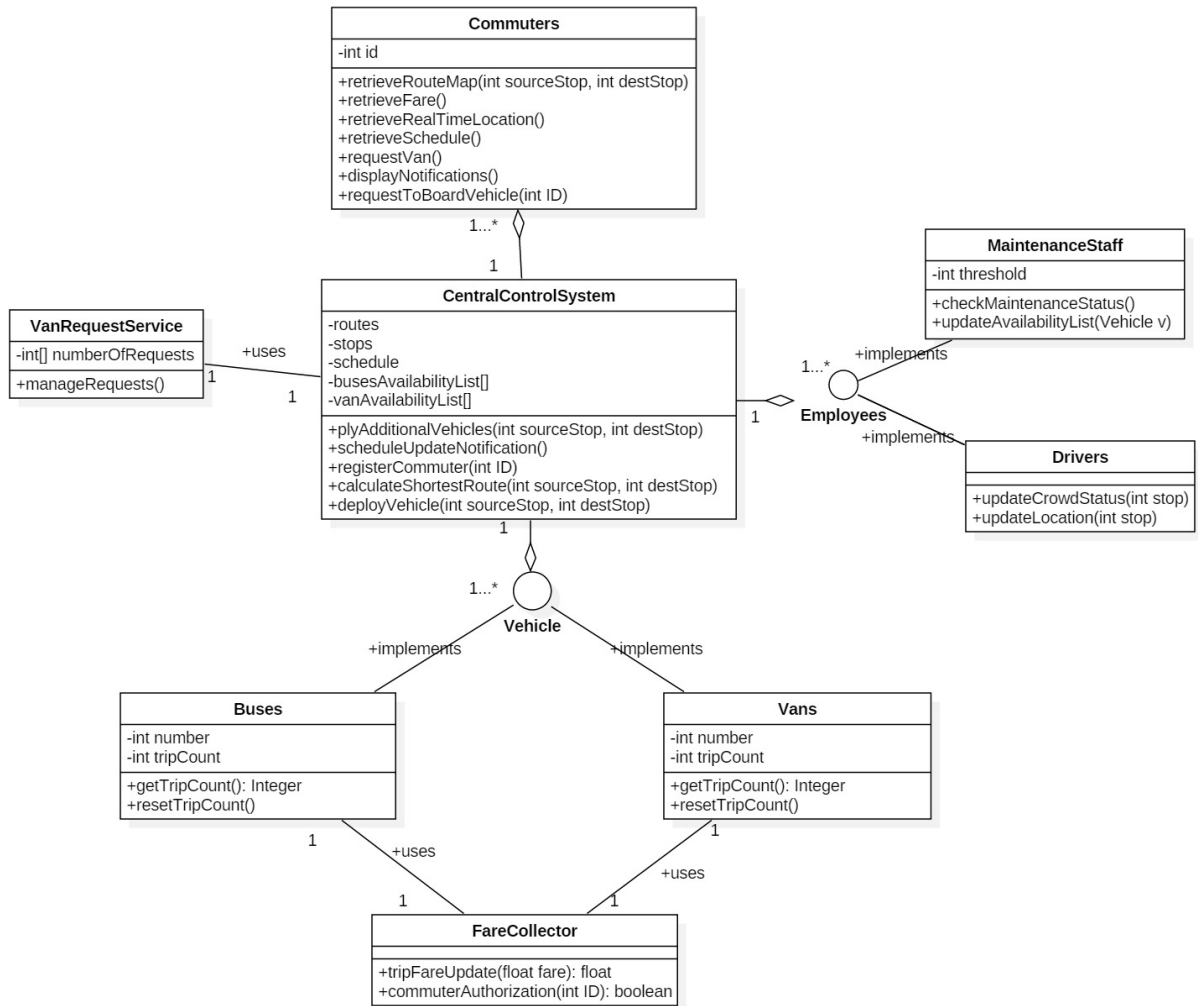 Commuters
-int id
+retrieveRouteMap(int sourceStop, int destStop)
+retrieveFare()
+retrieveRealTimeLocation()
+retrieveSchedule()
+requestVan()
+displayNotifications()
+requestToBoardVehicle(int ID)
1...*
1
MaintenanceStaff
-int threshold
+checkMaintenanceStatus()
+updateAvailabilityList(Vehicle v)
VanRequestService
-int[] numberOfRequests
+manageRequests()
+uses
1
1
CentralControlSystem
-routes
-stops
-schedule
-busesAvailabilityList[]
-vanAvailabilityList[]
+plyAdditionalVehicles(int sourceStop, int destStop)
+scheduleUpdateNotification()
+registerCommuter(int ID)
+calculateShortestRoute(int sourceStop, int destStop)
+deployVehicle(int sourceStop, int destStop)
+implements
1...*
1
Employees
+implements
Drivers
+updateCrowdStatus(int stop)
+updateLocation(int stop)
1
1...*
Vehicle
+implements
+implements
Buses
-int number
-int tripCount
+getTripCount(): Integer
+resetTripCount()
Vans
-int number
-int tripCount
+getTripCount(): Integer
+resetTripCount()
1
+uses
1
1
+uses
1
FareCollector
+tripFareUpdate(float fare): float
+commuterAuthorization(int ID): boolean